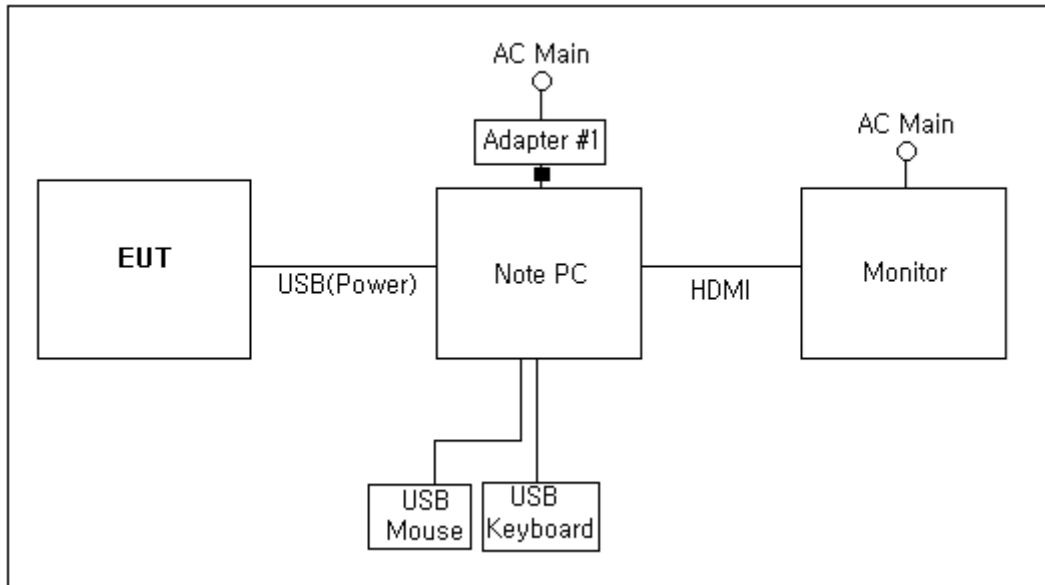 AC Main
Adapter #1
AC Main
EUT
USB(Power)
Note PC
HDMI
Monitor
USB
Mouse
USB
Keyboard